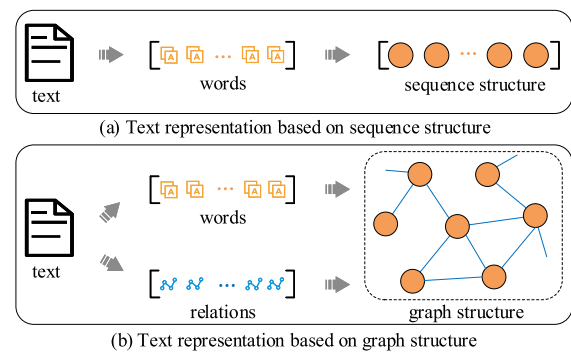 A A ... A A
text
words
sequence structure
(a) Text representation based on sequence structure
A A ... A A
words
text
relations
graph structure
(b) Text representation based on graph structure